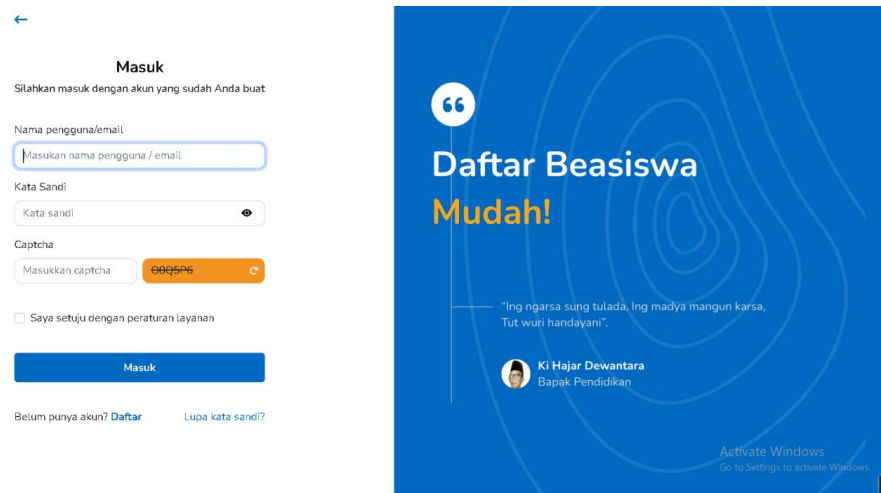 Masuk
Silahkan masuk dengan akun yang sudah Anda buat
Nama pengguna/email
Masukan nama pengguna / email
Kata Sandi
Kata sandi
Captcha
Masukkan captcha
O8Q5P6
Saya setuju dengan peraturan layanan
Masuk
Belum punya akun? Daftar
Lupa kata sandi?
Daftar Beasiswa
Mudah!
"Ing ngarsa sung tulada, Ing madya mangun karsa,
Tut wuri handayani".
Ki Hajar Dewantara
Bapak Pendidikan
Activate Windows
Go to Settings to activate Windows.